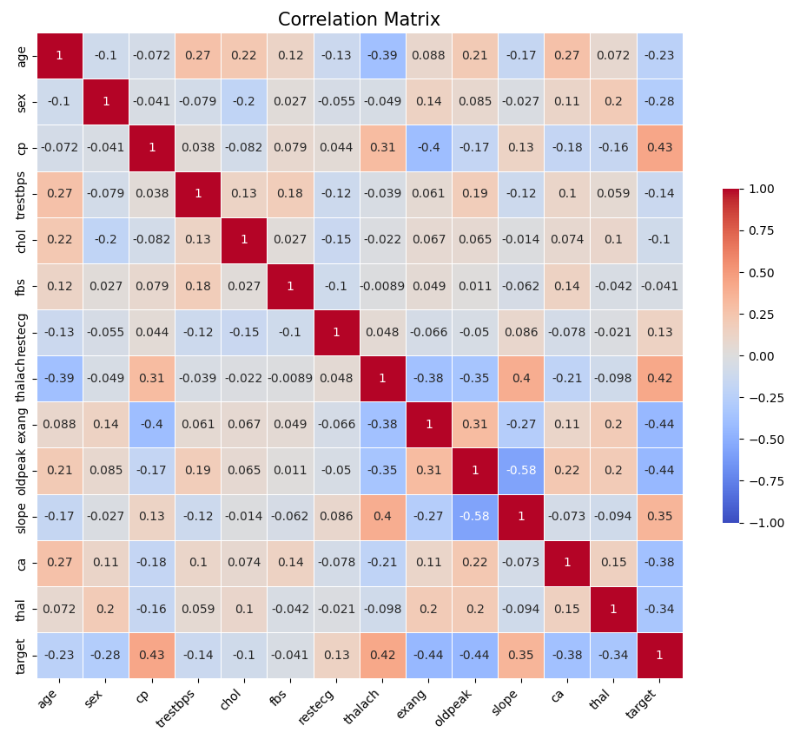 Correlation Matrix
age 1 -0.1 -0.072 0.27 0.22 0.12 -0.13 -0.39 0.088 0.21 -0.17 0.27 0.072 -0.23
sex -0.1 1 -0.041 -0.079 -0.2 0.027 -0.055 -0.049 0.14 0.085 -0.027 0.11 0.2 -0.28
cp -0.072 -0.041 1 0.038 -0.082 0.079 0.044 0.31 -0.4 -0.17 0.13 -0.18 -0.16 0.43
trestbps 0.27 -0.079 0.038 1 0.13 0.18 -0.12 -0.039 0.061 0.19 -0.12 0.1 0.059 -0.14
chol 0.22 -0.2 -0.082 0.13 1 0.027 -0.15 -0.022 0.067 0.065 -0.014 0.074 0.1 -0.1
fbs 0.12 0.027 0.079 0.18 0.027 1 -0.1 -0.0089 0.049 0.011 -0.062 0.14 -0.042 -0.041
restecg -0.13 -0.055 0.044 -0.12 -0.15 -0.1 1 0.048 -0.066 -0.05 0.086 -0.078 -0.021 0.13
thalach -0.39 -0.049 0.31 -0.039 -0.022 -0.0089 0.048 1 -0.38 -0.35 0.4 -0.21 -0.098 0.42
exang 0.088 0.14 -0.4 0.061 0.067 0.049 -0.066 -0.38 1 0.31 -0.27 0.11 0.2 -0.44
oldpeak 0.21 0.085 -0.17 0.19 0.065 0.011 -0.05 -0.35 0.31 1 -0.58 0.22 0.2 -0.44
slope -0.17 -0.027 0.13 -0.12 -0.014 -0.062 0.086 0.4 -0.27 -0.58 1 -0.073 -0.094 0.35
ca 0.27 0.11 -0.18 0.1 0.074 0.14 -0.078 -0.21 0.11 0.22 -0.073 1 0.15 -0.38
thal 0.072 0.2 -0.16 0.059 0.1 -0.042 -0.021 -0.098 0.2 0.2 -0.094 0.15 1 -0.34
target -0.23 -0.28 0.43 -0.14 -0.1 -0.041 0.13 0.42 -0.44 -0.44 0.35 -0.38 -0.34 1
age sex cp trestbps chol fbs restecg thalach exang oldpeak slope ca thal target
1.00
0.75
0.50
0.25
0.00
−0.25
−0.50
−0.75
−1.00